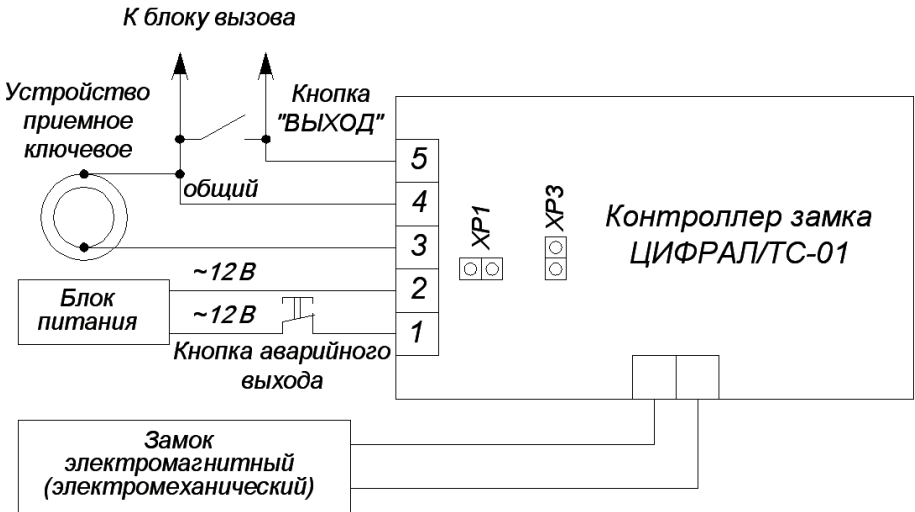 К блоку вызова
Устройство
приемное
ключевое
Кнопка
"ВЫХОД"
общий
5
4
3
2
1
XP1
XP3
Контроллер замка
ЦИФРАЛ/ТС-01
~12 В
~12 В
Блок
питания
Кнопка аварийного
выхода
Замок
электромагнитный
(электромеханический)